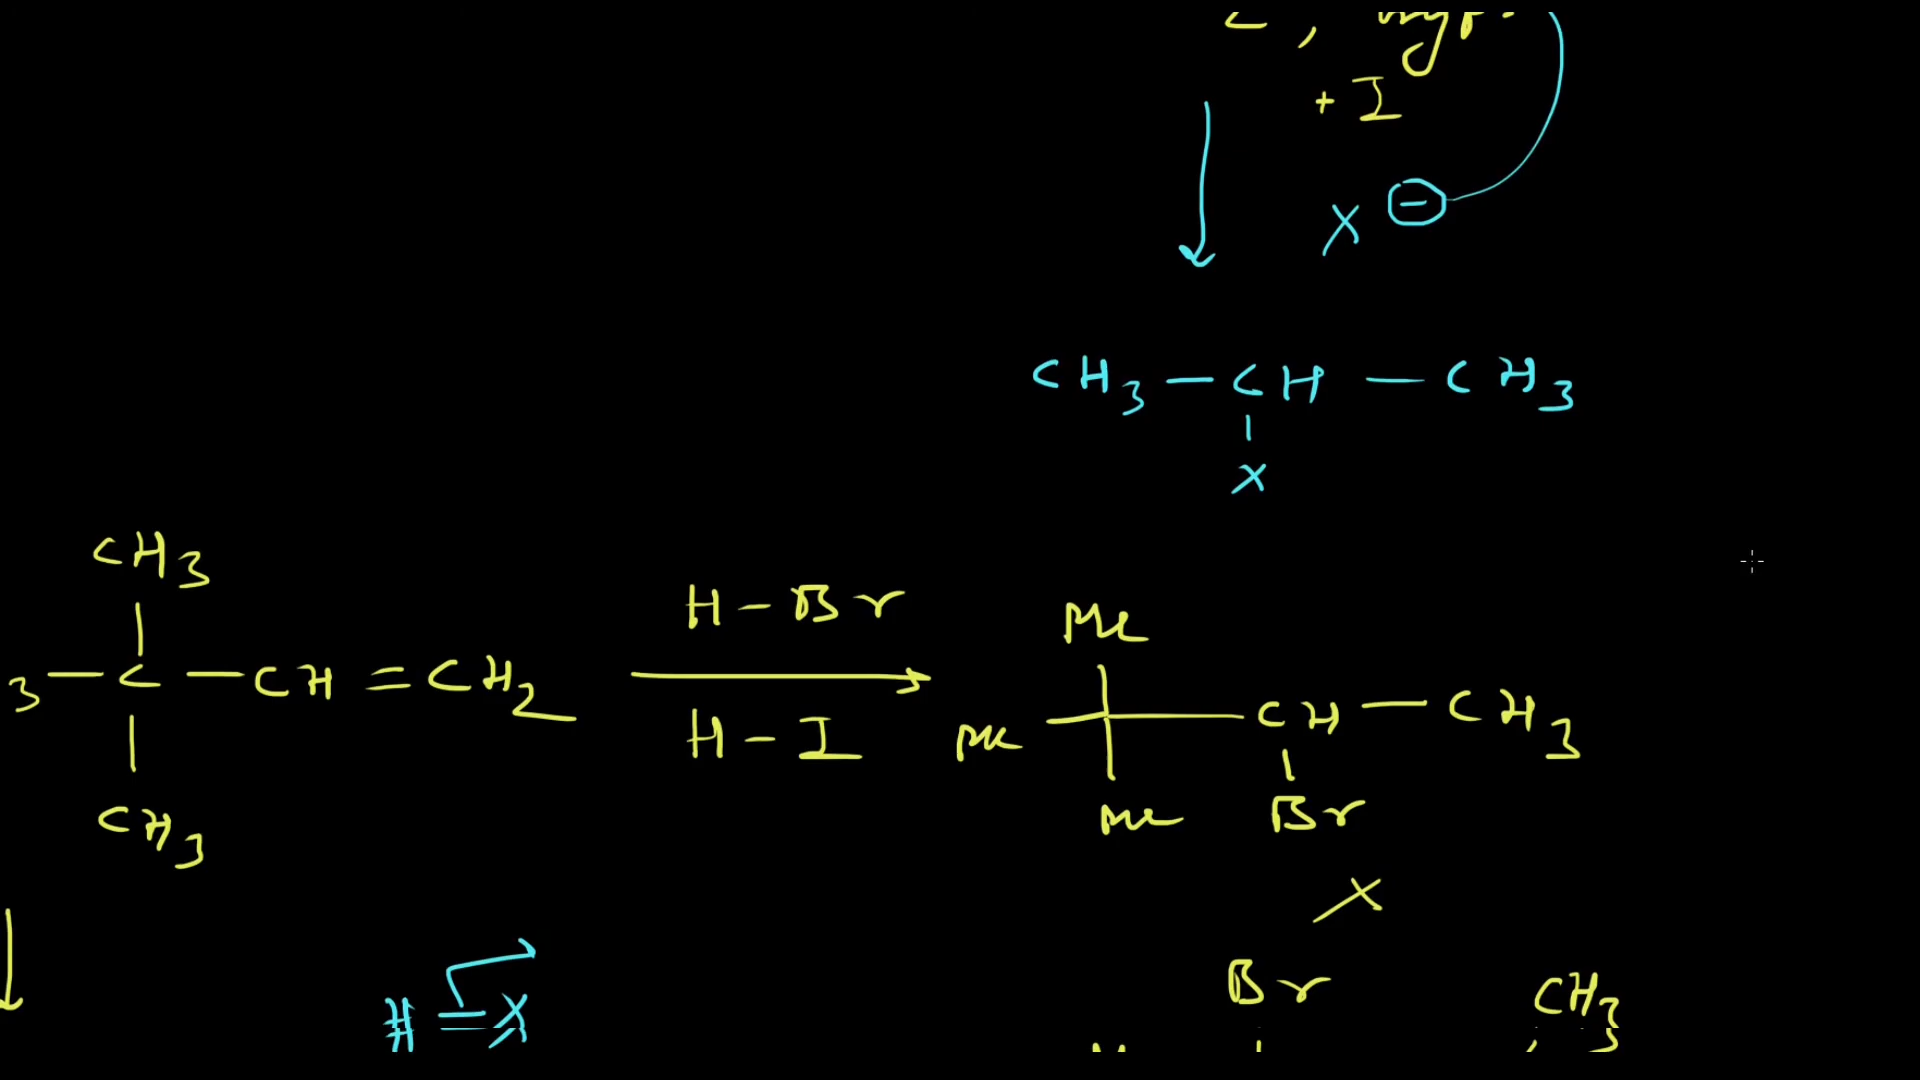 + I
X ⊖
CH3 — CH — CH3
X
CH3
3 — C — CH = CH2
CH3
H - Br
H - I
Me
Me CH — CH3
Me Br
X
Br CH3
H - X